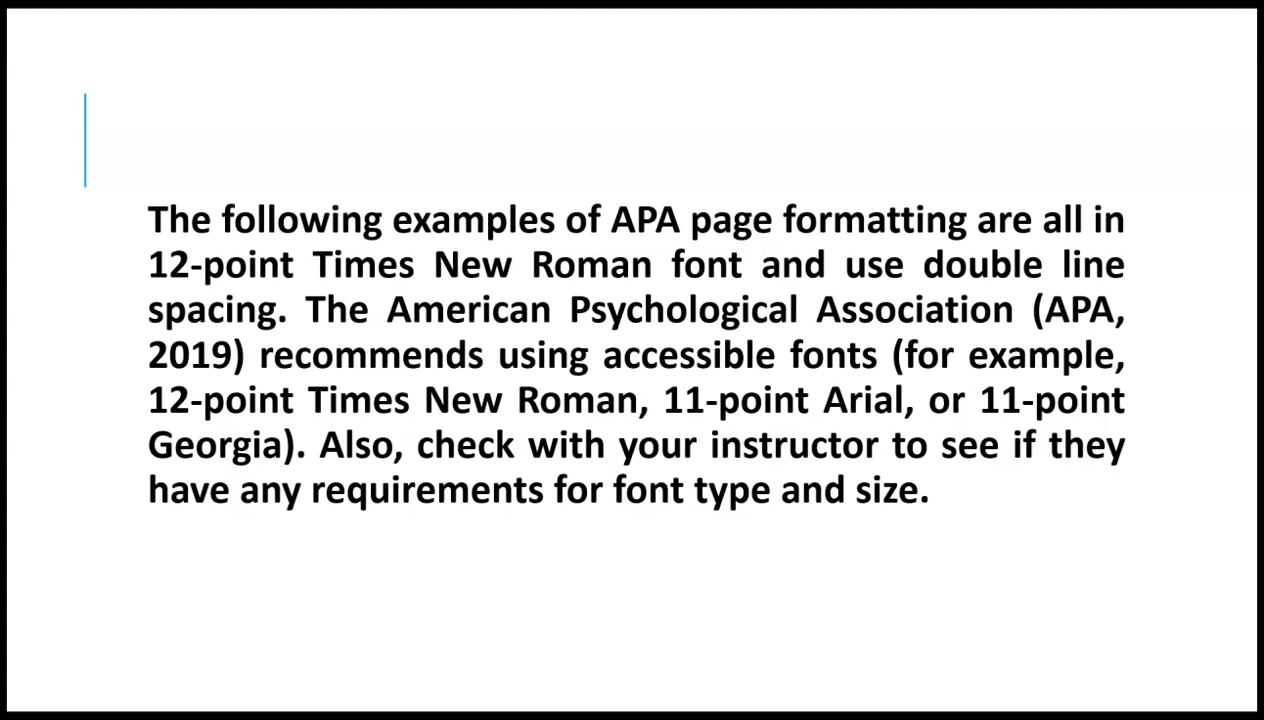 The following examples of APA page formatting are all in
12-point Times New Roman font and use double line
spacing. The American Psychological Association (APA,
2019) recommends using accessible fonts (for example,
12-point Times New Roman, 11-point Arial, or 11-point
Georgia). Also, check with your instructor to see if they
have any requirements for font type and size.